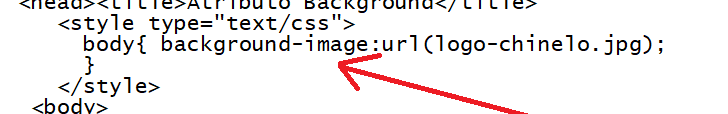 <head><title>Atributo Background</title>
<style type="text/css">
body{ background-image:url(logo-chinelo.jpg);
}
</style>
<body>